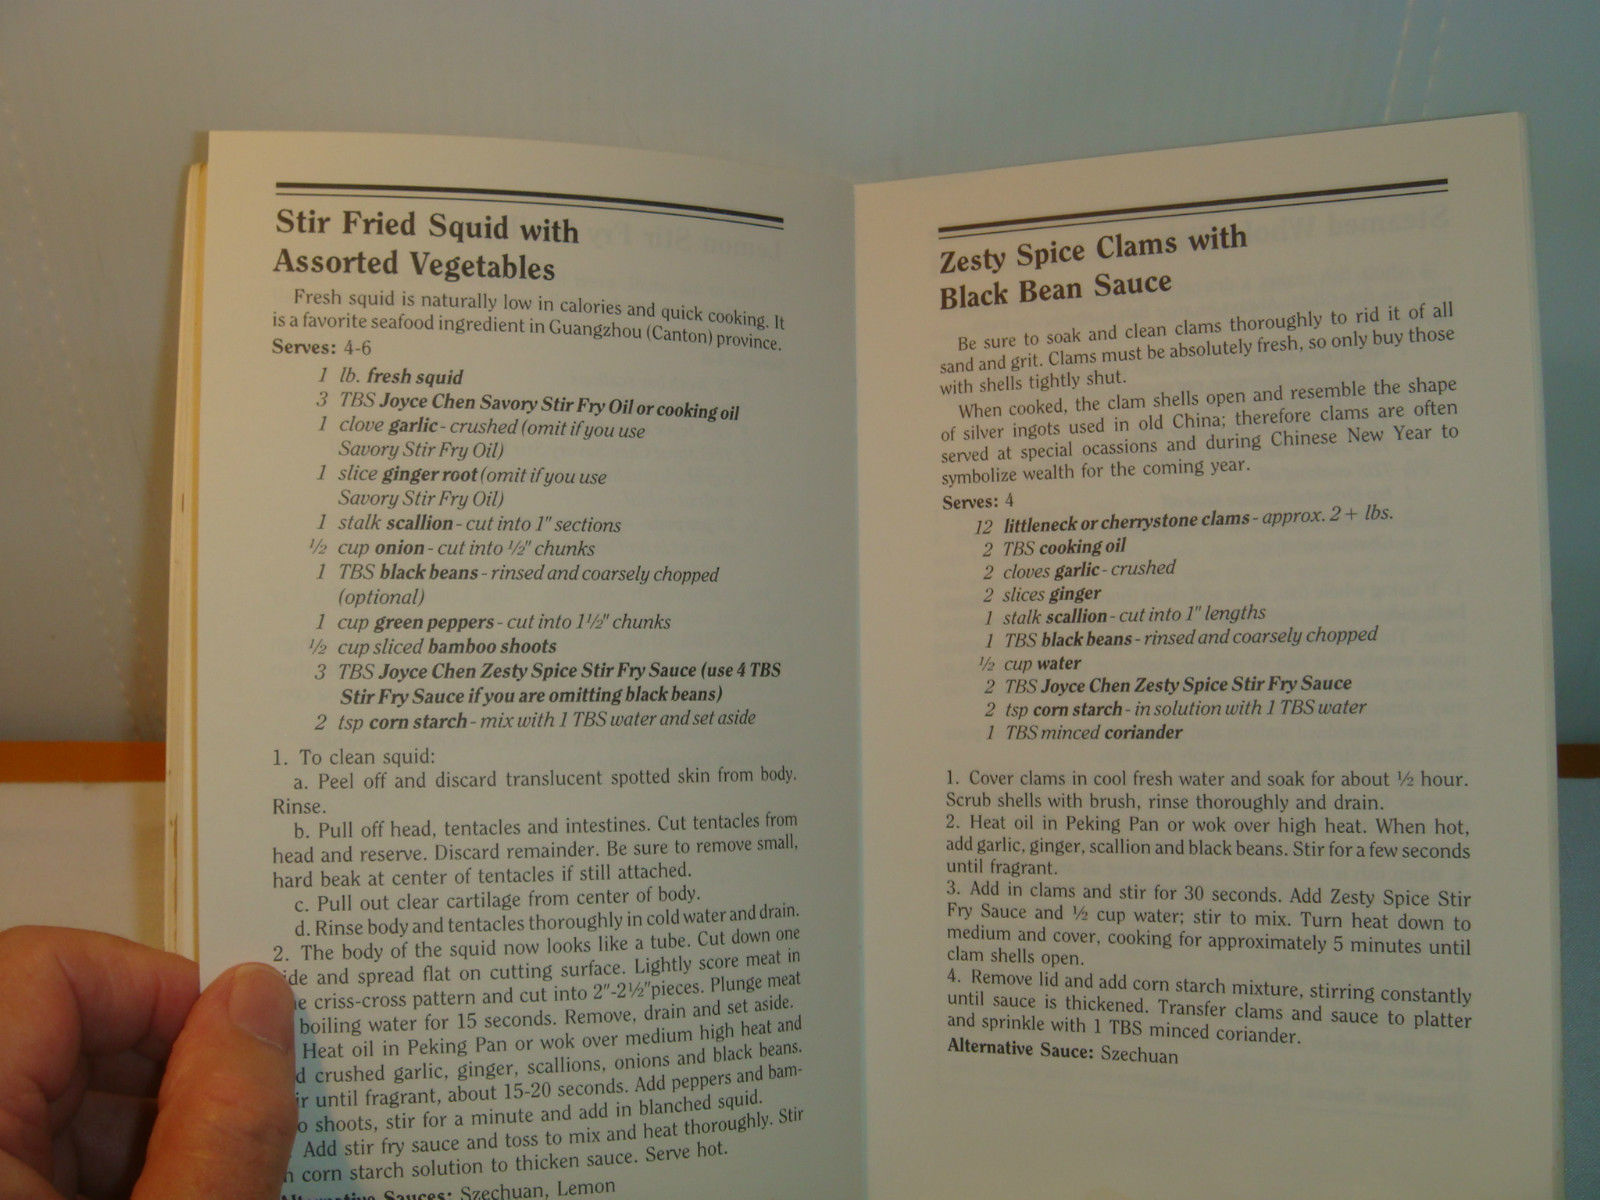 Stir Fried Squid with
Assorted Vegetables
Fresh squid is naturally low in calories and quick cooking. It
is a favorite seafood ingredient in Guangzhou (Canton) province.
Serves: 4-6
1 lb. fresh squid
3 TBS Joyce Chen Savory Stir Fry Oil or cooking oil
1 clove garlic - crushed (omit if you use
Savory Stir Fry Oil)
1 slice ginger root (omit if you use
Savory Stir Fry Oil)
1 stalk scallion - cut into 1" sections
½ cup onion - cut into ½" chunks
1 TBS black beans - rinsed and coarsely chopped
(optional)
1 cup green peppers - cut into 1½" chunks
½ cup sliced bamboo shoots
3 TBS Joyce Chen Zesty Spice Stir Fry Sauce (use 4 TBS
Stir Fry Sauce if you are omitting black beans)
2 tsp corn starch - mix with 1 TBS water and set aside
1. To clean squid:
a. Peel off and discard translucent spotted skin from body.
Rinse.
b. Pull off head, tentacles and intestines. Cut tentacles from
head and reserve. Discard remainder. Be sure to remove small,
hard beak at center of tentacles if still attached.
c. Pull out clear cartilage from center of body.
d. Rinse body and tentacles thoroughly in cold water and drain.
2. The body of the squid now looks like a tube. Cut down one
ide and spread flat on cutting surface. Lightly score meat in
e criss-cross pattern and cut into 2"-2½" pieces. Plunge meat
boiling water for 15 seconds. Remove, drain and set aside.
Heat oil in Peking Pan or wok over medium high heat and
d crushed garlic, ginger, scallions, onions and black beans.
ir until fragrant, about 15-20 seconds. Add peppers and bam-
o shoots, stir for a minute and add in blanched squid.
Add stir fry sauce and toss to mix and heat thoroughly. Stir
n corn starch solution to thicken sauce. Serve hot.
Alternative Sauces: Szechuan, Lemon
Zesty Spice Clams with
Black Bean Sauce
Be sure to soak and clean clams thoroughly to rid it of all
sand and grit. Clams must be absolutely fresh, so only buy those
with shells tightly shut.
When cooked, the clam shells open and resemble the shape
of silver ingots used in old China; therefore clams are often
served at special ocassions and during Chinese New Year to
symbolize wealth for the coming year.
Serves: 4
12 littleneck or cherrystone clams - approx. 2 + lbs.
2 TBS cooking oil
2 cloves garlic - crushed
2 slices ginger
1 stalk scallion - cut into 1" lengths
1 TBS black beans - rinsed and coarsely chopped
½ cup water
2 TBS Joyce Chen Zesty Spice Stir Fry Sauce
2 tsp corn starch - in solution with 1 TBS water
1 TBS minced coriander
1. Cover clams in cool fresh water and soak for about ½ hour.
Scrub shells with brush, rinse thoroughly and drain.
2. Heat oil in Peking Pan or wok over high heat. When hot,
add garlic, ginger, scallion and black beans. Stir for a few seconds
until fragrant.
3. Add in clams and stir for 30 seconds. Add Zesty Spice Stir
Fry Sauce and ½ cup water; stir to mix. Turn heat down to
medium and cover, cooking for approximately 5 minutes until
clam shells open.
4. Remove lid and add corn starch mixture, stirring constantly
until sauce is thickened. Transfer clams and sauce to platter
and sprinkle with 1 TBS minced coriander.
Alternative Sauce: Szechuan